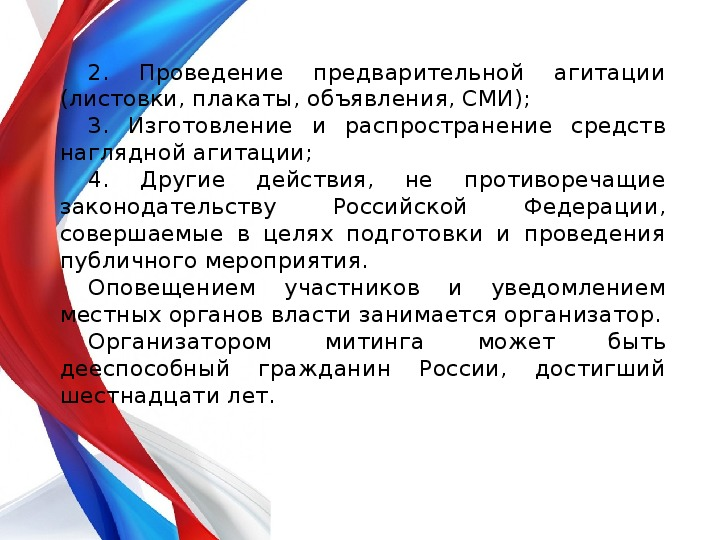 2. Проведение предварительной агитации
(листовки, плакаты, объявления, СМИ);
3. Изготовление и распространение средств
наглядной агитации;
4. Другие действия, не противоречащие
законодательству Российской Федерации,
совершаемые в целях подготовки и проведения
публичного мероприятия.
Оповещением участников и уведомлением
местных органов власти занимается организатор.
Организатором митинга может быть
дееспособный гражданин России, достигший
шестнадцати лет.